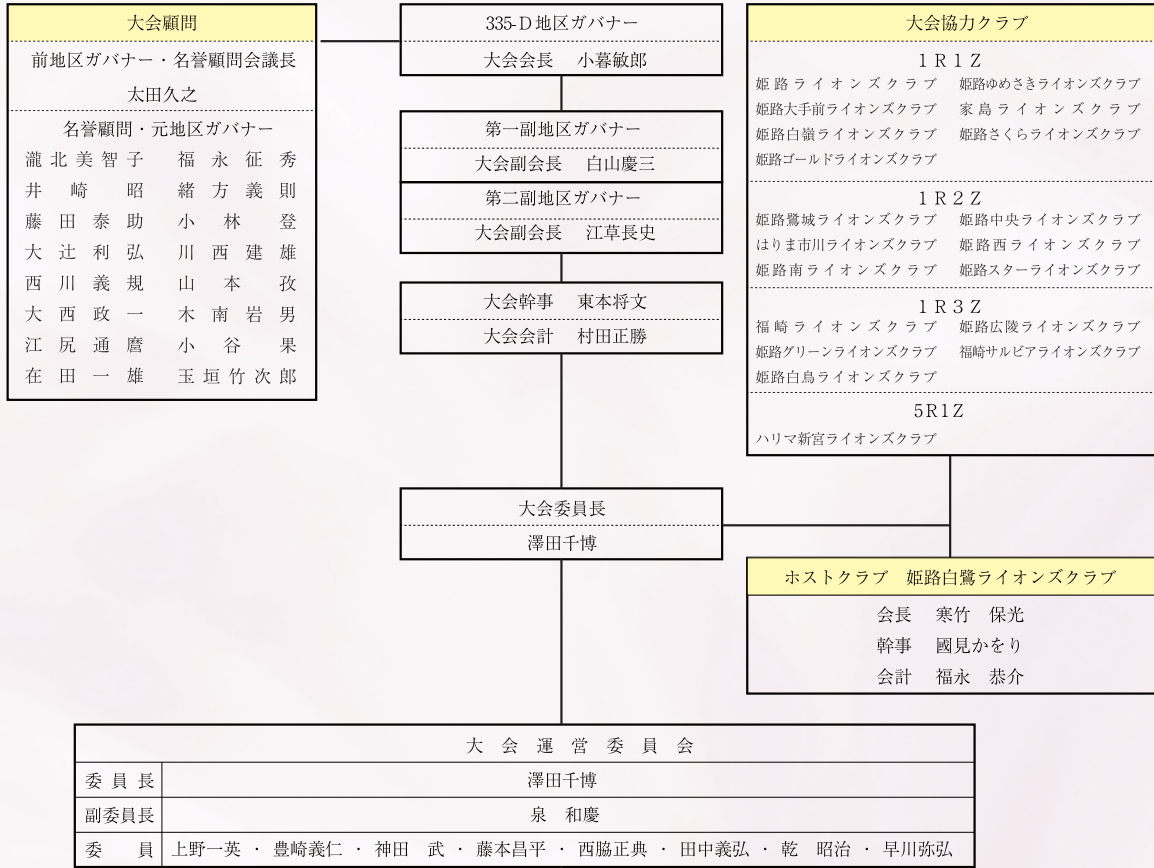 大会顧問
前地区ガバナー・名誉顧問会議長
太田久之
名誉顧問・元地区ガバナー
瀧北美智子 福永征秀
井崎昭 緒方義則
藤田泰助 小林登
大辻利弘 川西建雄
西川義規 山本孜
大西政一 木南岩男
江尻通麿 小谷果
在田一雄 玉垣竹次郎
335-D地区ガバナー
大会会長 小暮敏郎
第一副地区ガバナー
大会副会長 白山慶三
第二副地区ガバナー
大会副会長 江草長史
大会幹事 東本将文
大会会計 村田正勝
大会協力クラブ
1R1Z
姫路ライオンズクラブ 姫路ゆめさきライオンズクラブ
姫路大手前ライオンズクラブ 家島ライオンズクラブ
姫路白嶺ライオンズクラブ 姫路さくらライオンズクラブ
姫路ゴールドライオンズクラブ
1R2Z
姫路鷺城ライオンズクラブ 姫路中央ライオンズクラブ
はりま市川ライオンズクラブ 姫路西ライオンズクラブ
姫路南ライオンズクラブ 姫路スターライオンズクラブ
1R3Z
福崎ライオンズクラブ 姫路広陵ライオンズクラブ
姫路グリーンライオンズクラブ 福崎サルビアライオンズクラブ
姫路白鳥ライオンズクラブ
5R1Z
ハリマ新宮ライオンズクラブ
大会委員長
澤田千博
ホストクラブ 姫路白鷺ライオンズクラブ
会長 寒竹 保光
幹事 國見かをり
会計 福永 恭介
大会運営委員会
委員長 澤田千博
副委員長 泉 和慶
委員 上野一英・豊崎義仁・神田 武・藤本昌平・西脇正典・田中義弘・乾 昭治・早川弥弘